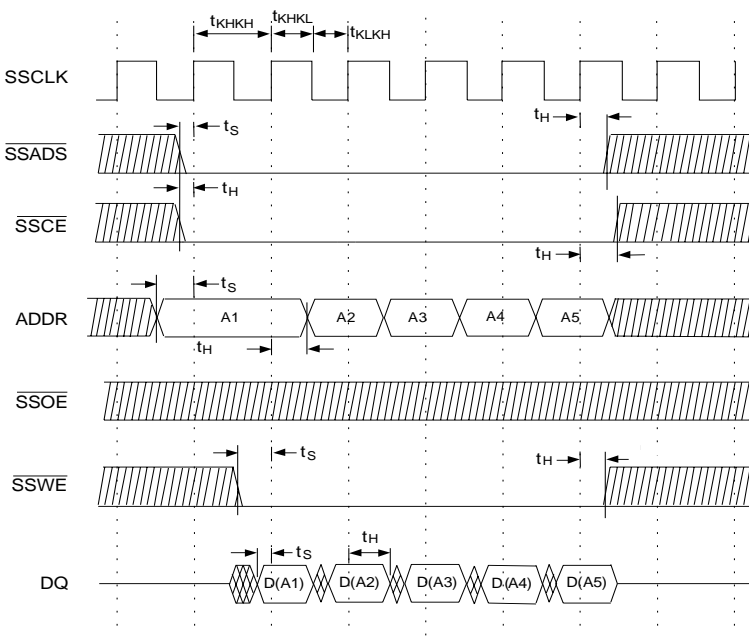 tKHKH tKHKL tKLKH
SSCLK
tS tH
SSADS
tH
SSCE
tH
tS
ADDR A1 A2 A3 A4 A5
tH
SSOE
tS tH
SSWE
tS tH
DQ D(A1) D(A2) D(A3) D(A4) D(A5)